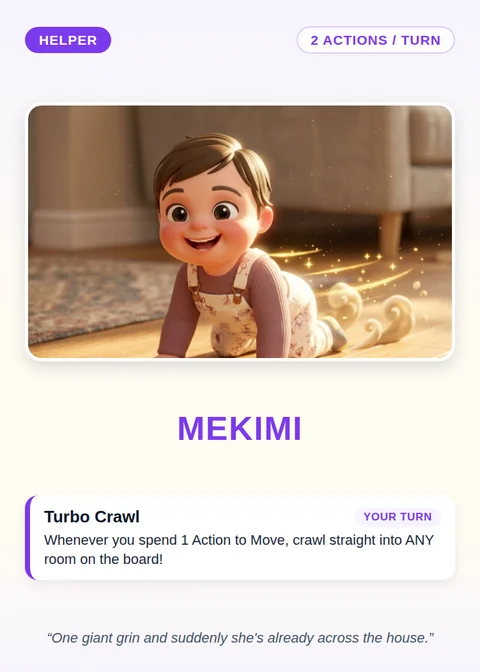 HELPER
2 ACTIONS / TURN
MEKIMI
Turbo Crawl
YOUR TURN
Whenever you spend 1 Action to Move, crawl straight into ANY
room on the board!
“One giant grin and suddenly she's already across the house.”